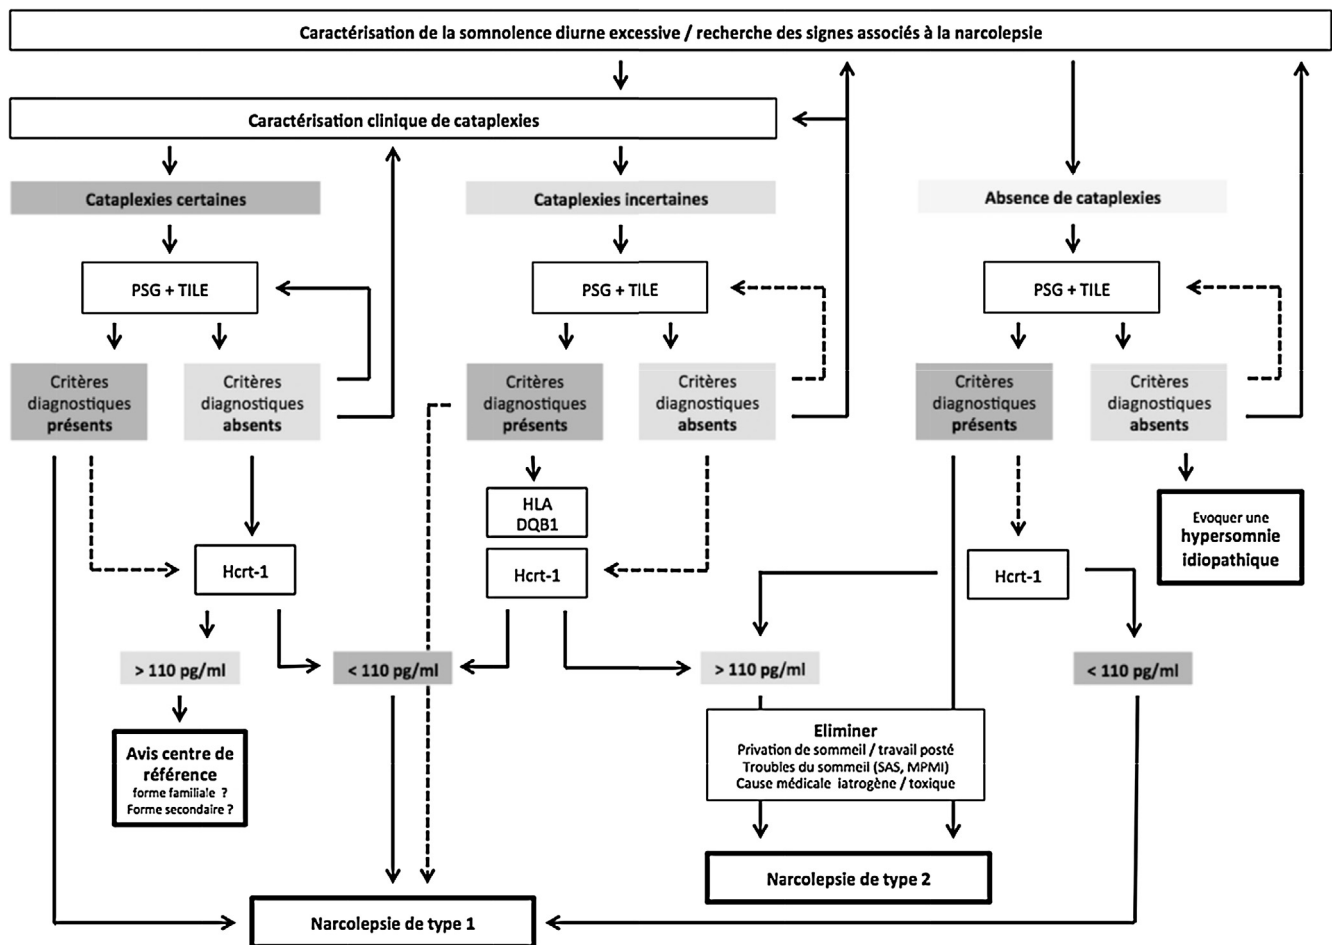 Caractérisation de la somnolence diurne excessive / recherche des signes associés à la narcolepsie
Caractérisation clinique de cataplexies
Cataplexies certaines
Cataplexies incertaines
Absence de cataplexies
PSG + TILE
PSG + TILE
PSG + TILE
Critères
diagnostiques
présents
Critères
diagnostiques
absents
Critères
diagnostiques
présents
Critères
diagnostiques
absents
Critères
diagnostiques
présents
Critères
diagnostiques
absents
HLA
DQB1
Evoquer une
hypersomnie
idiopathique
Hcrt-1
Hcrt-1
Hcrt-1
> 110 pg/ml
< 110 pg/ml
> 110 pg/ml
< 110 pg/ml
Avis centre de
référence
forme familiale ?
Forme secondaire ?
Eliminer
Privation de sommeil / travail posté
Troubles du sommeil (SAS, MPMI)
Cause médicale iatrogène / toxique
Narcolepsie de type 2
Narcolepsie de type 1